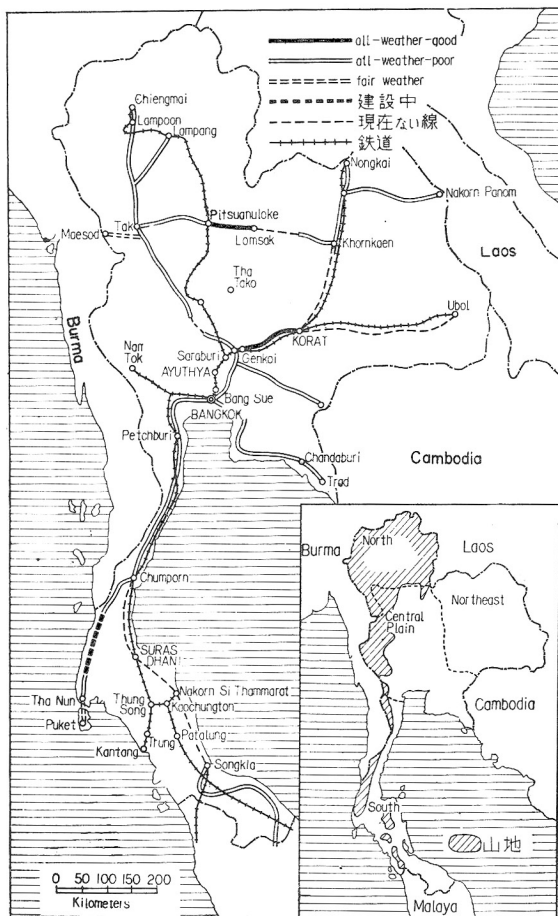 all-weather-good
all-weather-poor
fair weather
建設中
現在ない線
鉄道
Chiengmai
Lampoon
Lampang
Nongkai
Nakorn Panom
Pitsuanuloke
Maesod
Tak
Lomsak
Khornkaen
Laos
Tha
Tako
Burma
Ubol
Nam
Tok
KORAT
Saraburi
Genkoi
AYUTHYA
Bang Sue
BANGKOK
Petchburi
Chandaburi
Cambodia
Trad
Chumporn
SURAS
DHANI
Nakorn Si Thammarat
Tha Nun
Thung
Song
Kaochungton
Puket
Trung
Patalung
Kantang
Songkla
0 50 100 150 200
Kilometers
Burma
North
Laos
Northeast
Central
Plain
Cambodia
South
山地
Malaya